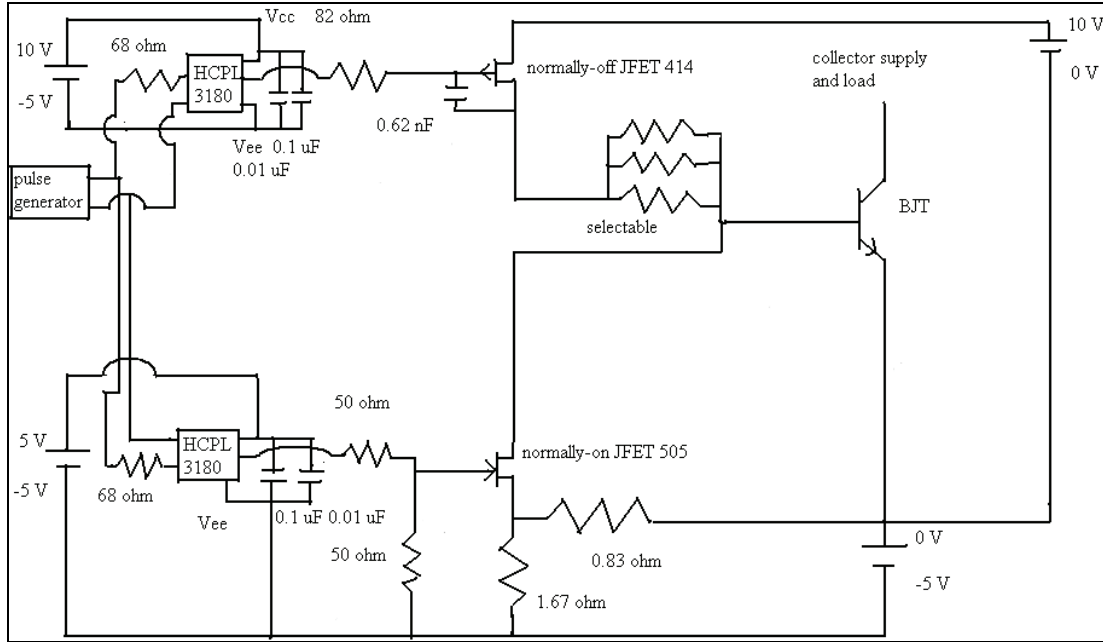 Vcc 82 ohm
10 V
68 ohm
HCPL
3180
-5 V
normally-off JFET 414
collector supply
and load
10 V
0 V
0.62 nF
Vee 0.1 uF
0.01 uF
pulse
generator
selectable
BJT
50 ohm
5 V
HCPL
3180
normally-on JFET 505
-5 V
68 ohm
0.1 uF 0.01 uF
Vee
50 ohm
0.83 ohm
0 V
-5 V
1.67 ohm